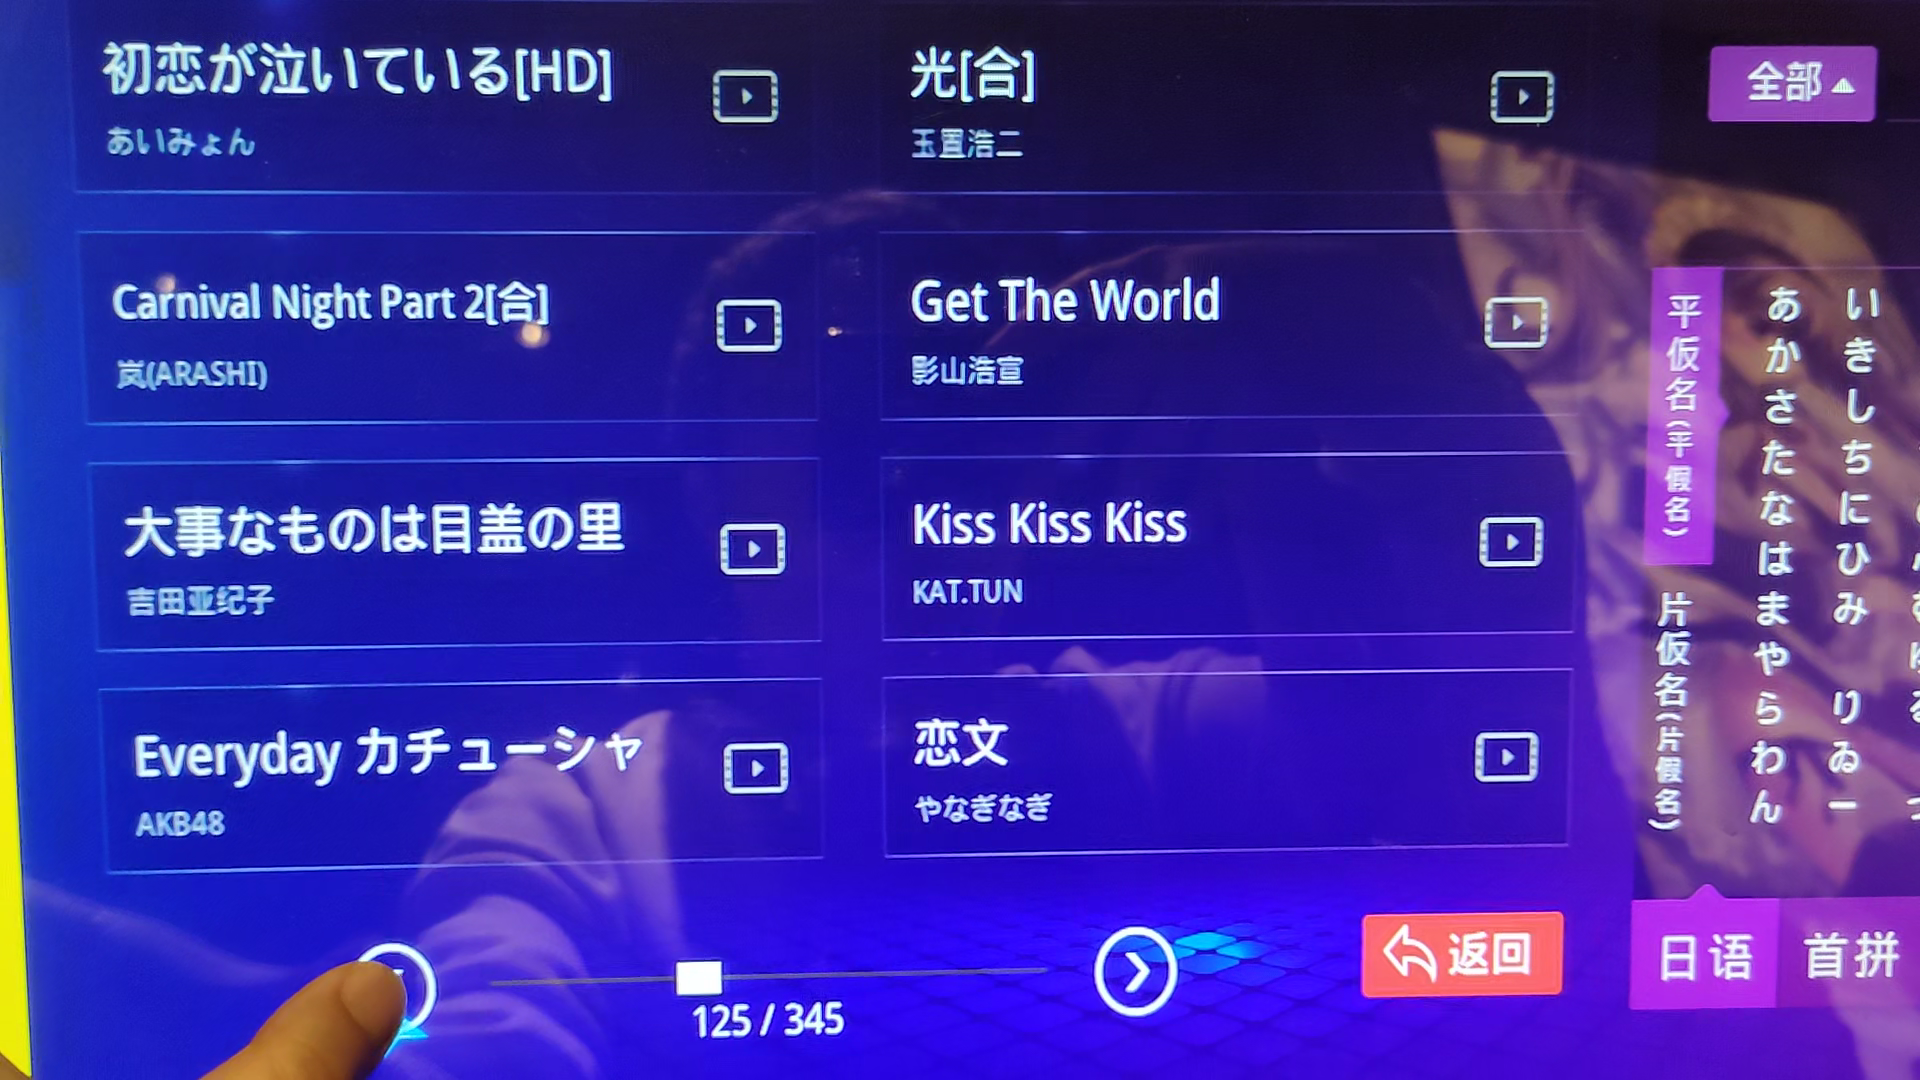 初恋が泣いている[HD]
あいみょん
光[合]
玉置浩二
Carnival Night Part 2[合]
岚(ARASHI)
Get The World
影山浩宣
大事なものは目盖の里
吉田亚纪子
Kiss Kiss Kiss
KAT.TUN
Everyday カチューシャ
AKB48
恋文
やなぎなぎ
125 / 345
返回
全部
平仮名(平假名)
片仮名(片假名)
あかさたなはまやらわん
いきしちにひみ りゐー
日语
首拼